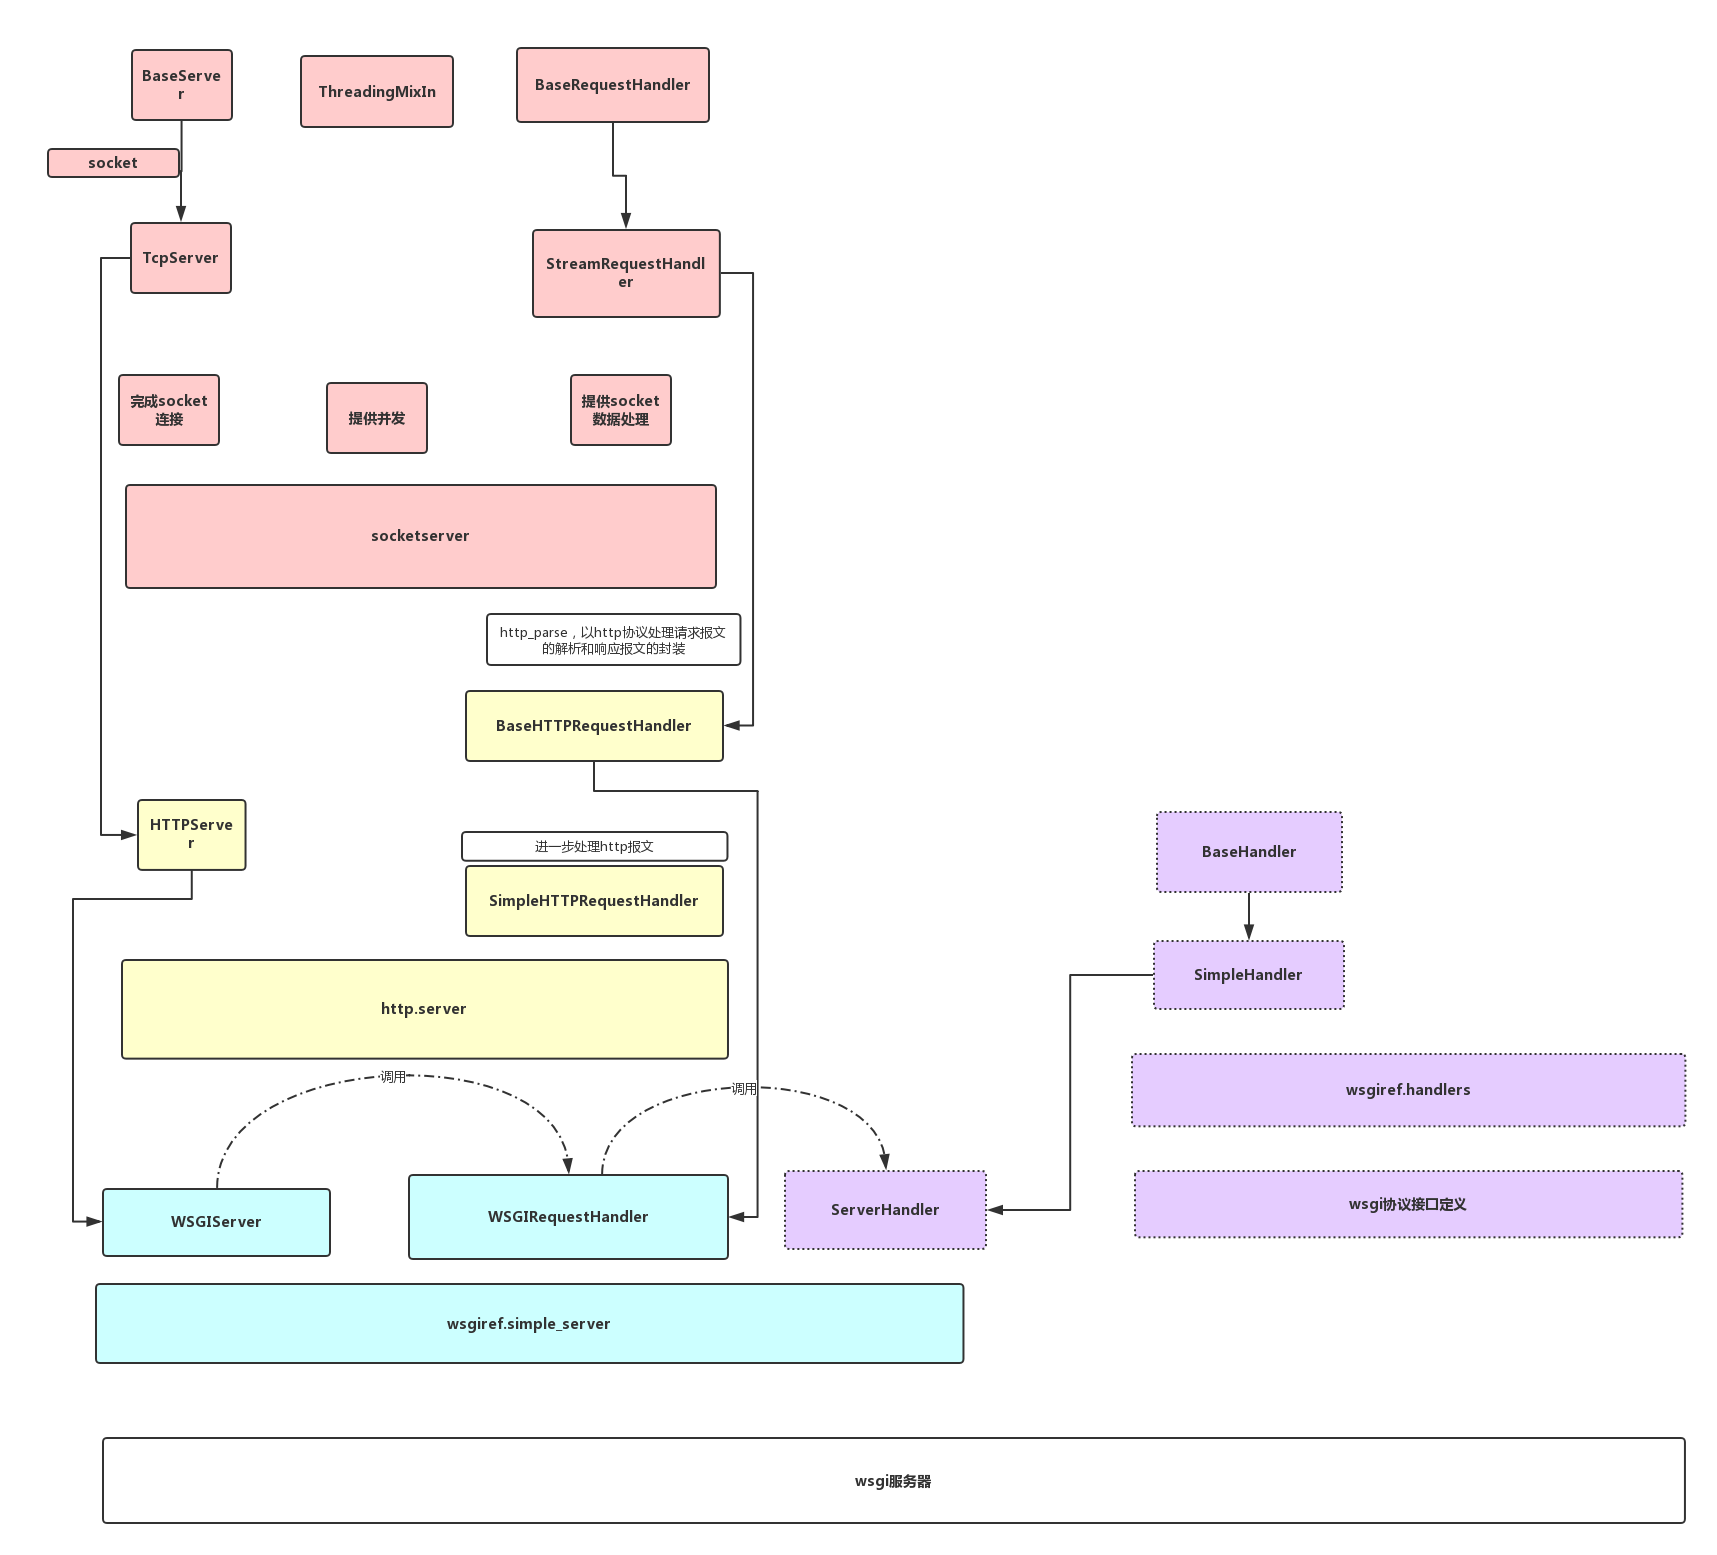 BaseServe
r
ThreadingMixIn
BaseRequestHandler
socket
TcpServer
StreamRequestHandl
er
完成socket
连接
提供并发
提供socket
数据处理
socketserver
http_parse，以http协议处理请求报文
的解析和响应报文的封装
BaseHTTPRequestHandler
HTTPServe
r
进一步处理http报文
SimpleHTTPRequestHandler
BaseHandler
SimpleHandler
http.server
wsgiref.handlers
调用
调用
WSGIServer
WSGIRequestHandler
ServerHandler
wsgi协议接口定义
wsgiref.simple_server
wsgi服务器